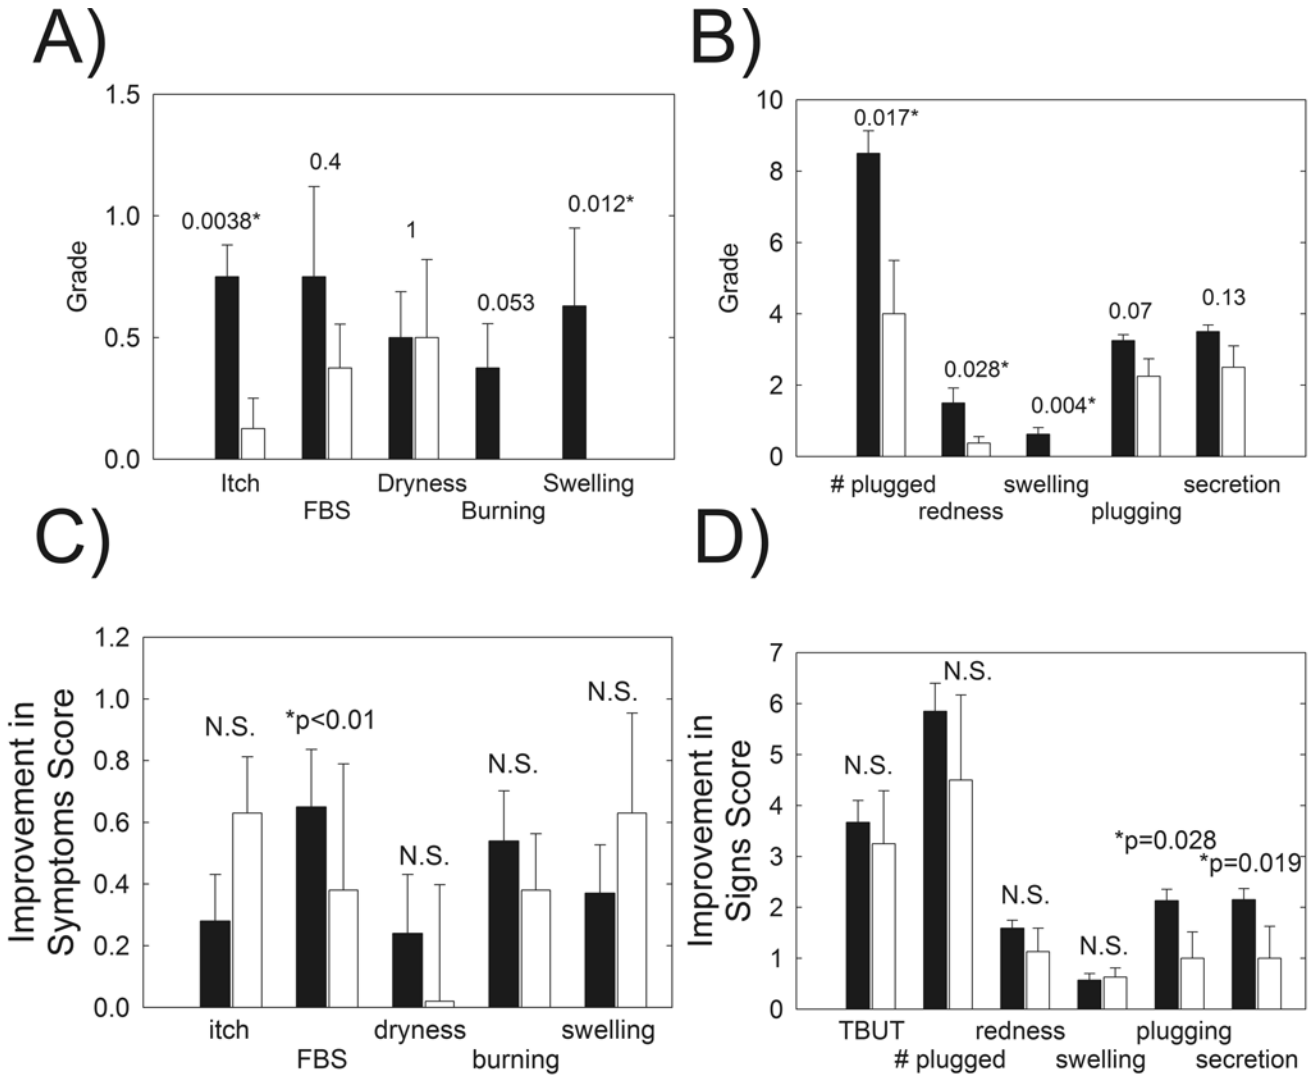 A)
1.5
1.0
0.5
0.0
Grade
0.0038*
0.4
1
0.053
0.012*
Itch
Dryness
Swelling
FBS
Burning
B)
10
8
6
4
2
0
Grade
0.017*
0.028*
0.004*
0.07
0.13
# plugged
swelling
secretion
redness
plugging
C)
1.2
1.0
0.8
0.6
0.4
0.2
0.0
Improvement in
Symptoms Score
N.S.
*p<0.01
N.S.
N.S.
N.S.
itch
dryness
swelling
FBS
burning
D)
7
6
5
4
3
2
1
0
Improvement in
Signs Score
N.S.
N.S.
N.S.
N.S.
*p=0.028
*p=0.019
TBUT
redness
plugging
# plugged
swelling
secretion